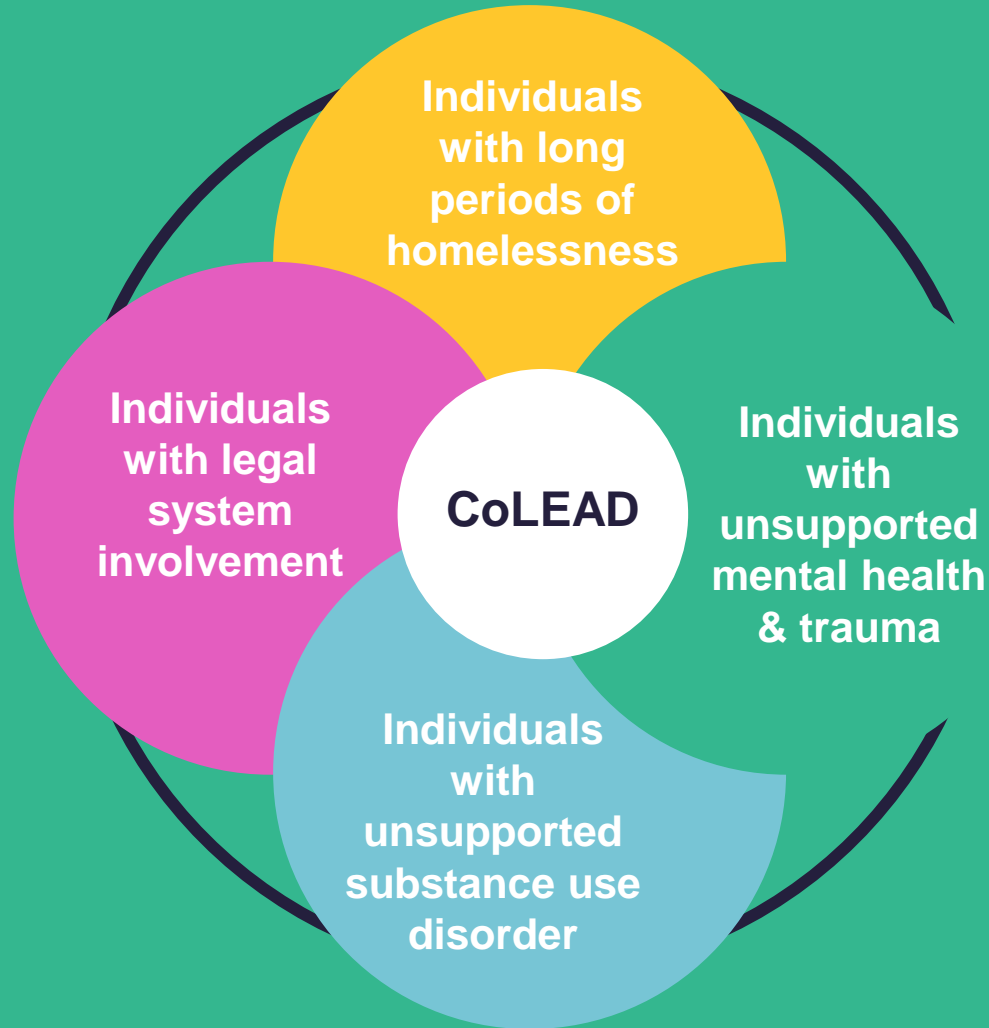 Individuals
with long
periods of
homelessness
Individuals
with legal
system
involvement
CoLEAD
Individuals
with
unsupported
mental health
& trauma
Individuals
with
unsupported
substance use
disorder